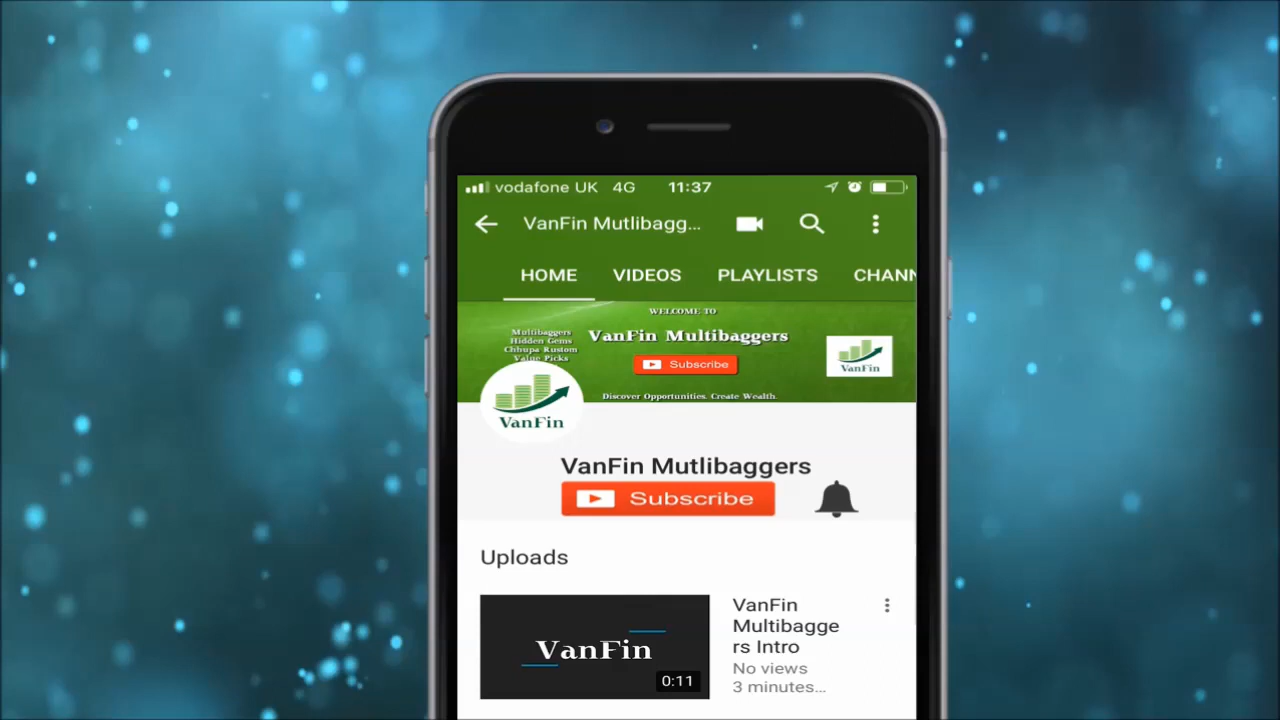 vodafone UK 4G 11:37
VanFin Mutlibagg...
HOME VIDEOS PLAYLISTS CHANN
WELCOME TO
VanFin Multibaggers
Subscribe
Discover Opportunities. Create Wealth.
Multibaggers
Hidden Gems
Chhupa Rustom
Value Picks
VanFin
VanFin
VanFin Mutlibaggers
Subscribe
Uploads
VanFin
0:11
VanFin
Multibagge
rs Intro
No views
3 minutes...